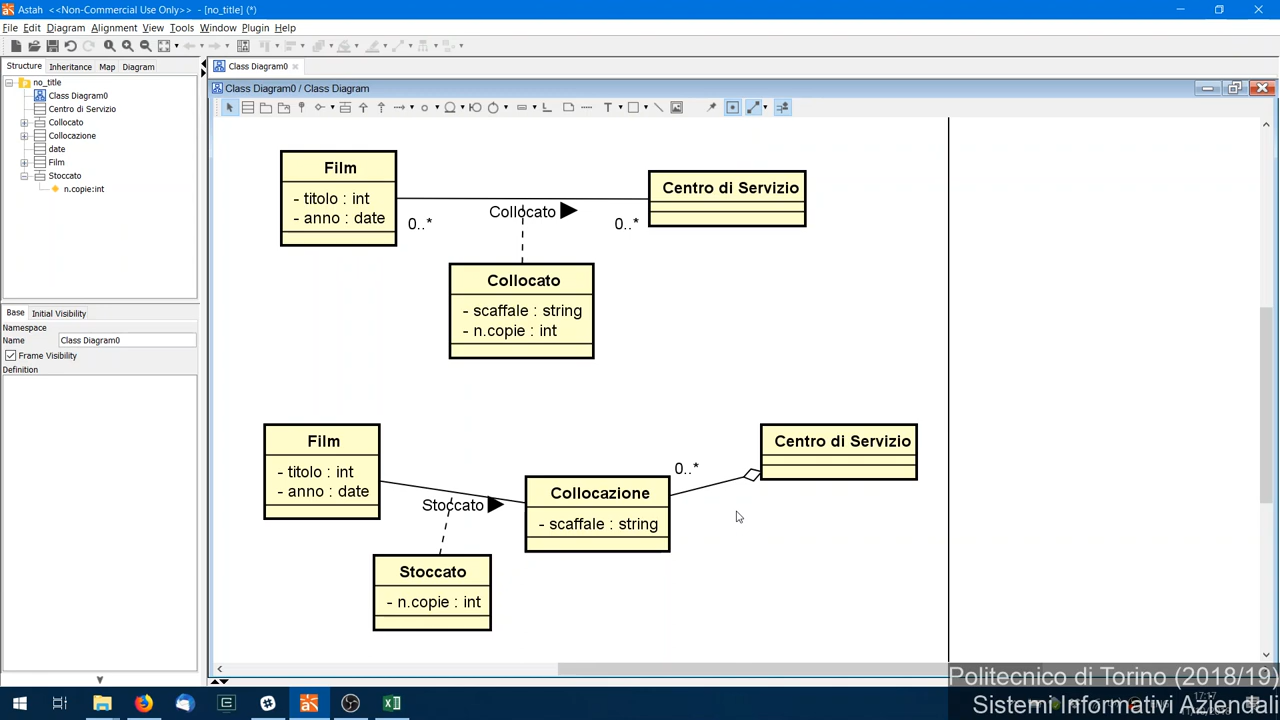 Astah <<Non-Commercial Use Only>> - [no_title] (*)
File Edit Diagram Alignment View Tools Window Plugin Help
Structure Inheritance Map Diagram
no_title
Class Diagram0
Centro di Servizio
Collocato
Collocazione
date
Film
Stoccato
n.copie:int
Base Initial Visibility
Namespace
Name Class Diagram0
Frame Visibility
Definition
Class Diagram0
Class Diagram0 / Class Diagram
Film
- titolo : int
- anno : date
0..*
Collocato
0..*
Centro di Servizio
Collocato
- scaffale : string
- n.copie : int
Film
- titolo : int
- anno : date
Stoccato
Collocazione
- scaffale : string
0..*
Centro di Servizio
Stoccato
- n.copie : int
Politecnico di Torino (2018/19)
Sistemi Informativi Aziendali
17:17